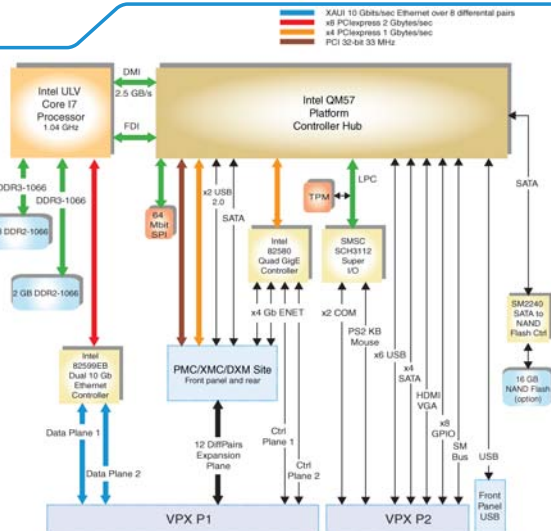 XAUI 10 Gbits/sec Ethernet over 8 differental pairs
x8 PCIexpress 2 Gbytes/sec
x4 PCIexpress 1 Gbytes/sec
PCI 32-bit 33 MHz
Intel ULV
Core I7
Processor
1.04 GHz
DMI
2.5 GB/s
FDI
Intel QM57
Platform
Controller Hub
DDR3-1066
DDR3-1066
DDR2-1066
2 GB DDR2-1066
64
Mbit
SPI
x2 USB
2.0
SATA
LPC
TPM
SATA
Intel
82580
Quad GigE
Controller
SMSC
SCH3112
Super
I/O
x4 Gb ENET
x2 COM
PS2 KB
Mouse
x6 USB
x4
SATA
HDMI
VGA
x8
GPIO
SM
Bus
SM2240
SATA to
NAND
Flash Ctrl
16 GB
NAND Flash
(option)
Intel
82599EB
Dual 10 Gb
Ethernet
Controller
PMC/XMC/DXM Site
Front panel and rear
Data Plane 1
Data Plane 2
12 DiffPairs
Expansion
Plane
Ctrl
Plane 1
Ctrl
Plane 2
USB
Front
Panel
USB
VPX P1
VPX P2